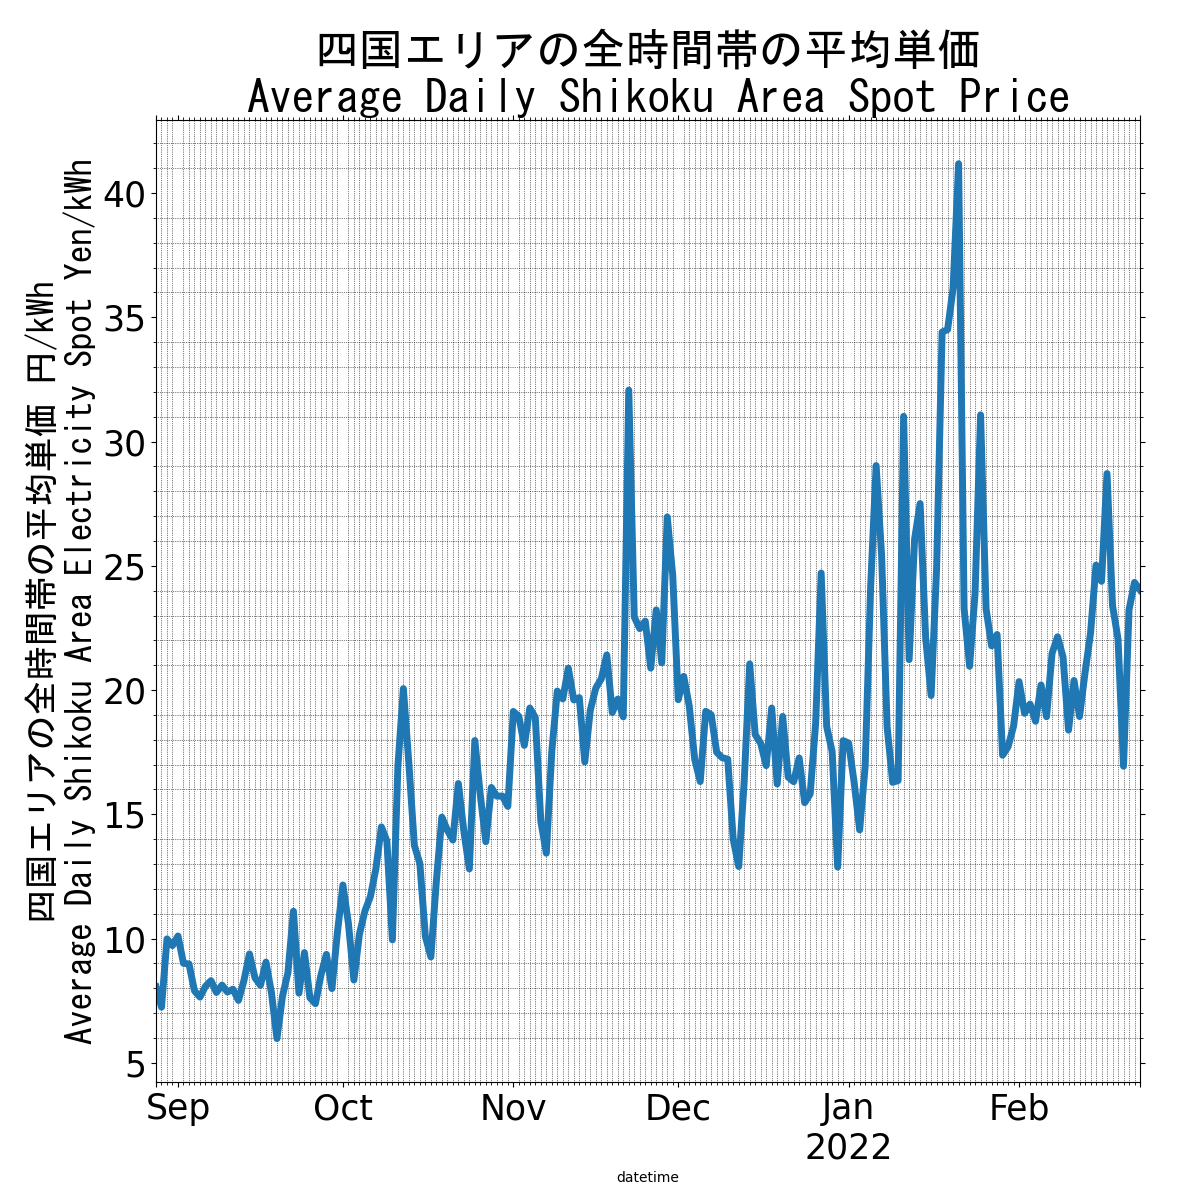 四国エリアの全時間帯の平均単価
Average Daily Shikoku Area Spot Price
四国エリアの全時間帯の平均単価 円/kWh
Average Daily Shikoku Area Electricity Spot Yen/kWh
40
35
30
25
20
15
10
5
Sep
Oct
Nov
Dec
Jan
2022
Feb
datetime